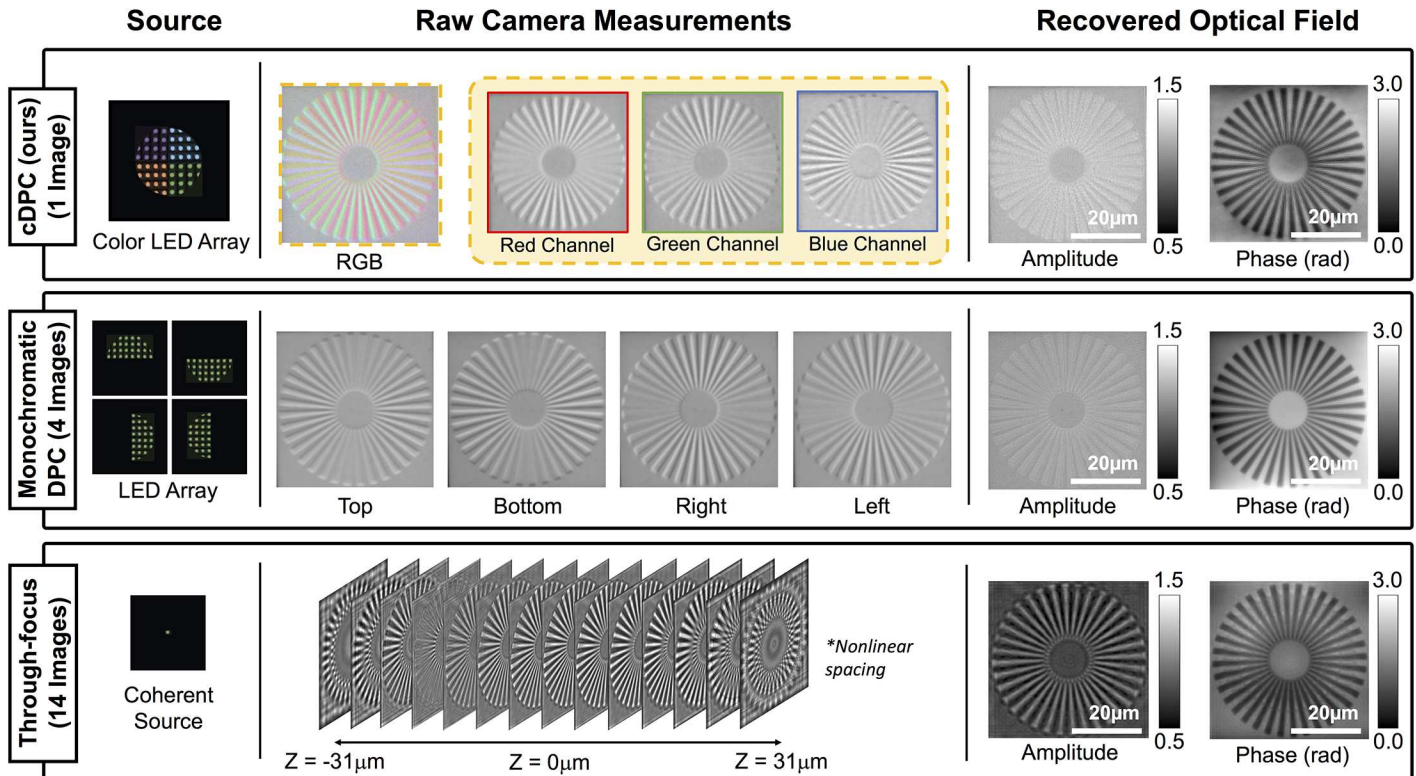 Source
Raw Camera Measurements
Recovered Optical Field
cDPC (ours)
(1 Image)
Color LED Array
RGB
Red Channel
Green Channel
Blue Channel
20μm
Amplitude
1.5
0.5
20μm
Phase (rad)
3.0
0.0
Monochromatic
DPC (4 Images)
LED Array
Top
Bottom
Right
Left
20μm
Amplitude
1.5
0.5
20μm
Phase (rad)
3.0
0.0
Through-focus
(14 Images)
Coherent
Source
*Nonlinear
spacing
Z = -31μm
Z = 0μm
Z = 31μm
20μm
Amplitude
1.5
0.5
20μm
Phase (rad)
3.0
0.0